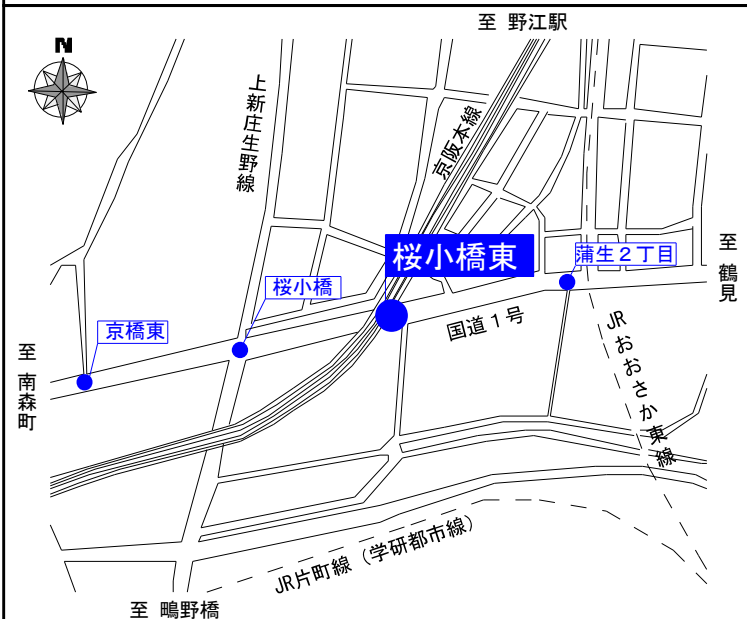 至 野江駅
N
上新庄生野線
京阪本線
桜小橋東
蒲生２丁目
至 鶴見
桜小橋
国道１号
京橋東
JRおおさか東線
至 南森町
JR片町線（学研都市線）
至 鴫野橋